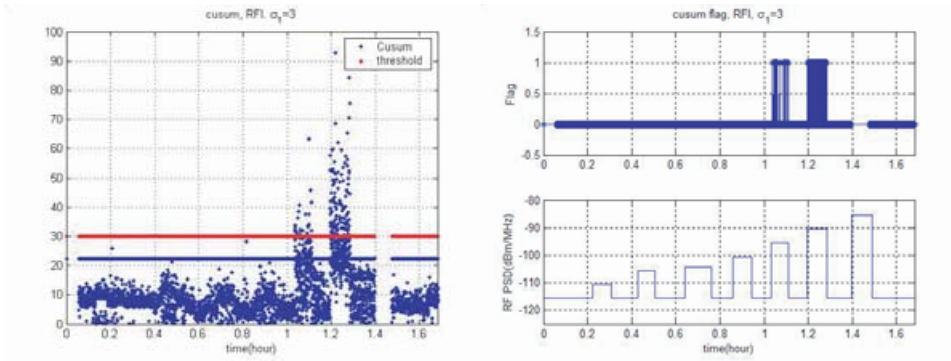 cusum, RFI, σ1=3
Cusum
threshold
100
90
80
70
60
50
40
30
20
10
0
0 0.2 0.4 0.6 0.8 1 1.2 1.4 1.6
time(hour)
cusum flag, RFI, σ1=3
Flag
1.5
1
0.5
0
-0.5
0 0.2 0.4 0.6 0.8 1 1.2 1.4 1.6
RF PSD(dBm/MHz)
-80
-90
-100
-110
-120
0 0.2 0.4 0.6 0.8 1 1.2 1.4 1.6
time(hour)